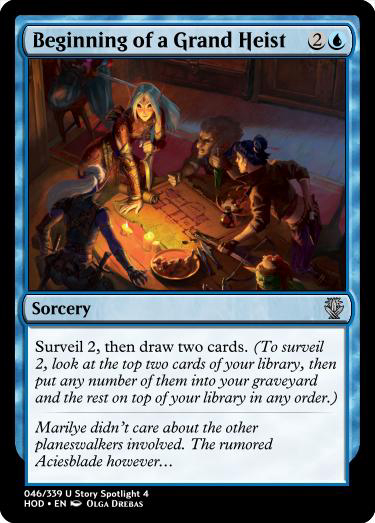 Beginning of a Grand Heist 2
Sorcery
Surveil 2, then draw two cards. (To surveil
2, look at the top two cards of your library, then
put any number of them into your graveyard
and the rest on top of your library in any order.)
Marilye didn't care about the other
planeswalkers involved. The rumored
Aciesblade however…
046/339 U Story Spotlight 4
HOD • EN Olga Drebas